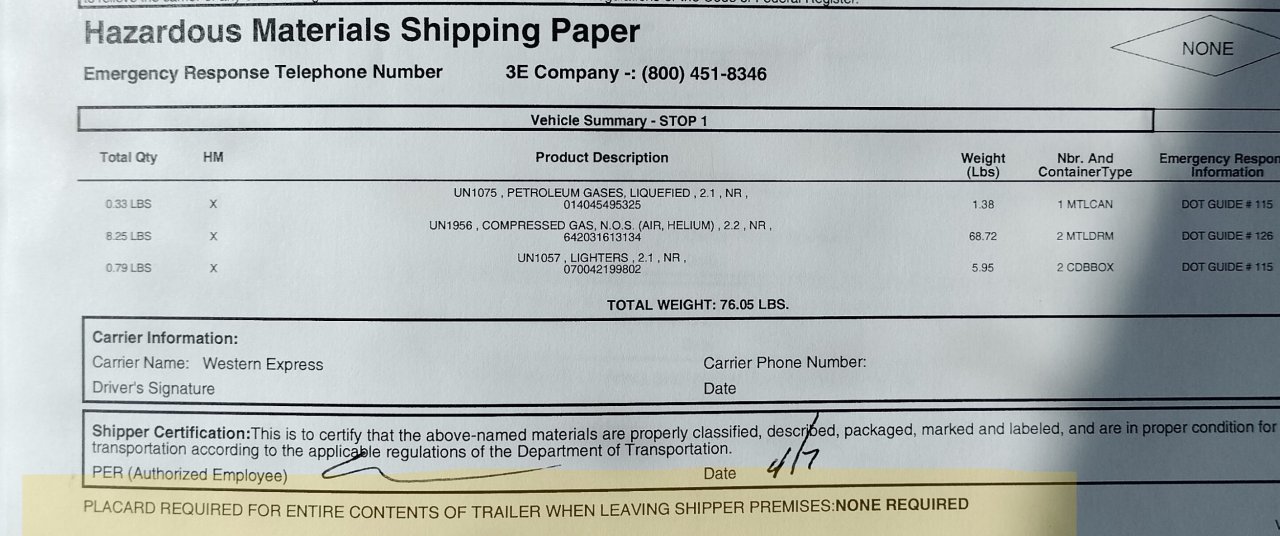 Hazardous Materials Shipping Paper
NONE
Emergency Response Telephone Number 3E Company -: (800) 451-8346
Vehicle Summary - STOP 1
Total Qty HM Product Description Weight (Lbs) Nbr. And ContainerType Emergency Respon Information
0.33 LBS X UN1075 , PETROLEUM GASES, LIQUEFIED , 2.1 , NR , 1.38 1 MTLCAN DOT GUIDE # 115
014045495325
8.25 LBS X UN1956 , COMPRESSED GAS, N.O.S. (AIR, HELIUM) , 2.2 , NR , 68.72 2 MTLDRM DOT GUIDE # 126
642031613134
0.79 LBS X UN1057 , LIGHTERS , 2.1 , NR , 5.95 2 CDBBOX DOT GUIDE # 115
070042199802
TOTAL WEIGHT: 76.05 LBS.
Carrier Information:
Carrier Name: Western Express Carrier Phone Number:
Driver's Signature Date
Shipper Certification:This is to certify that the above-named materials are properly classified, described, packaged, marked and labeled, and are in proper condition for
transportation according to the applicable regulations of the Department of Transportation.
PER (Authorized Employee) Date 4/7
PLACARD REQUIRED FOR ENTIRE CONTENTS OF TRAILER WHEN LEAVING SHIPPER PREMISES:NONE REQUIRED